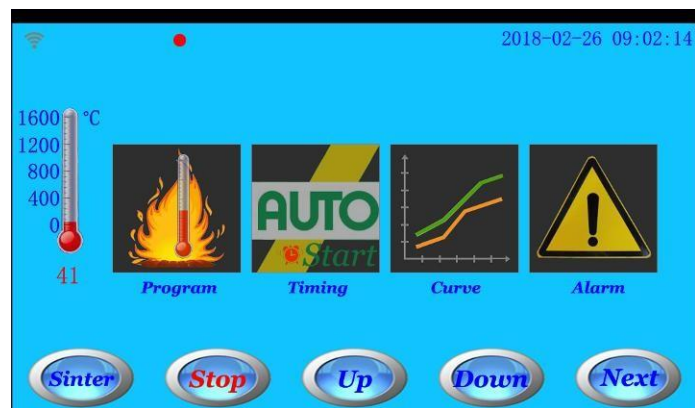 2018-02-26 09:02:14
1600 ℃
1200
800
400
0
41
AUTO
Start
Program Timing Curve Alarm
Sinter Stop Up Down Next